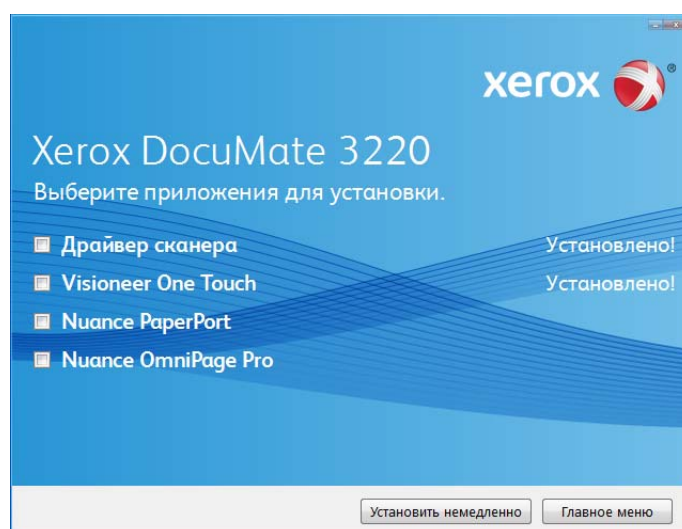 xerox ®
Xerox DocuMate 3220
Выберите приложения для установки.
Драйвер сканера Установлено!
Visioneer One Touch Установлено!
Nuance PaperPort
Nuance OmniPage Pro
Установить немедленно Главное меню